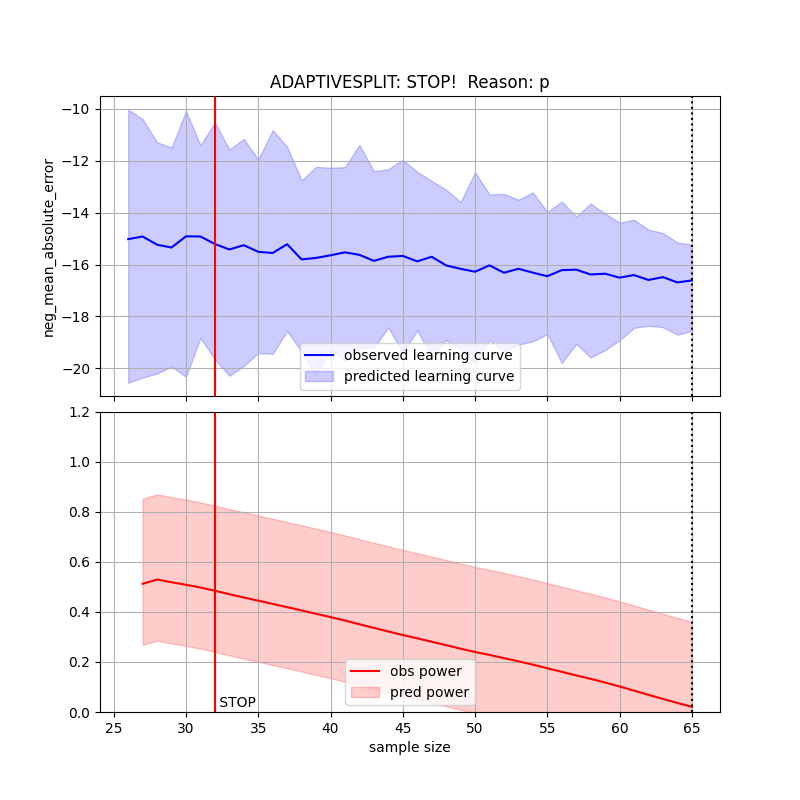 ADAPTIVESPLIT: STOP!  Reason: p
neg_mean_absolute_error
−10
−12
−14
−16
−18
−20
observed learning curve
predicted learning curve
1.2
1.0
0.8
0.6
0.4
0.2
0.0
obs power
pred power
STOP
25 30 35 40 45 50 55 60 65
sample size